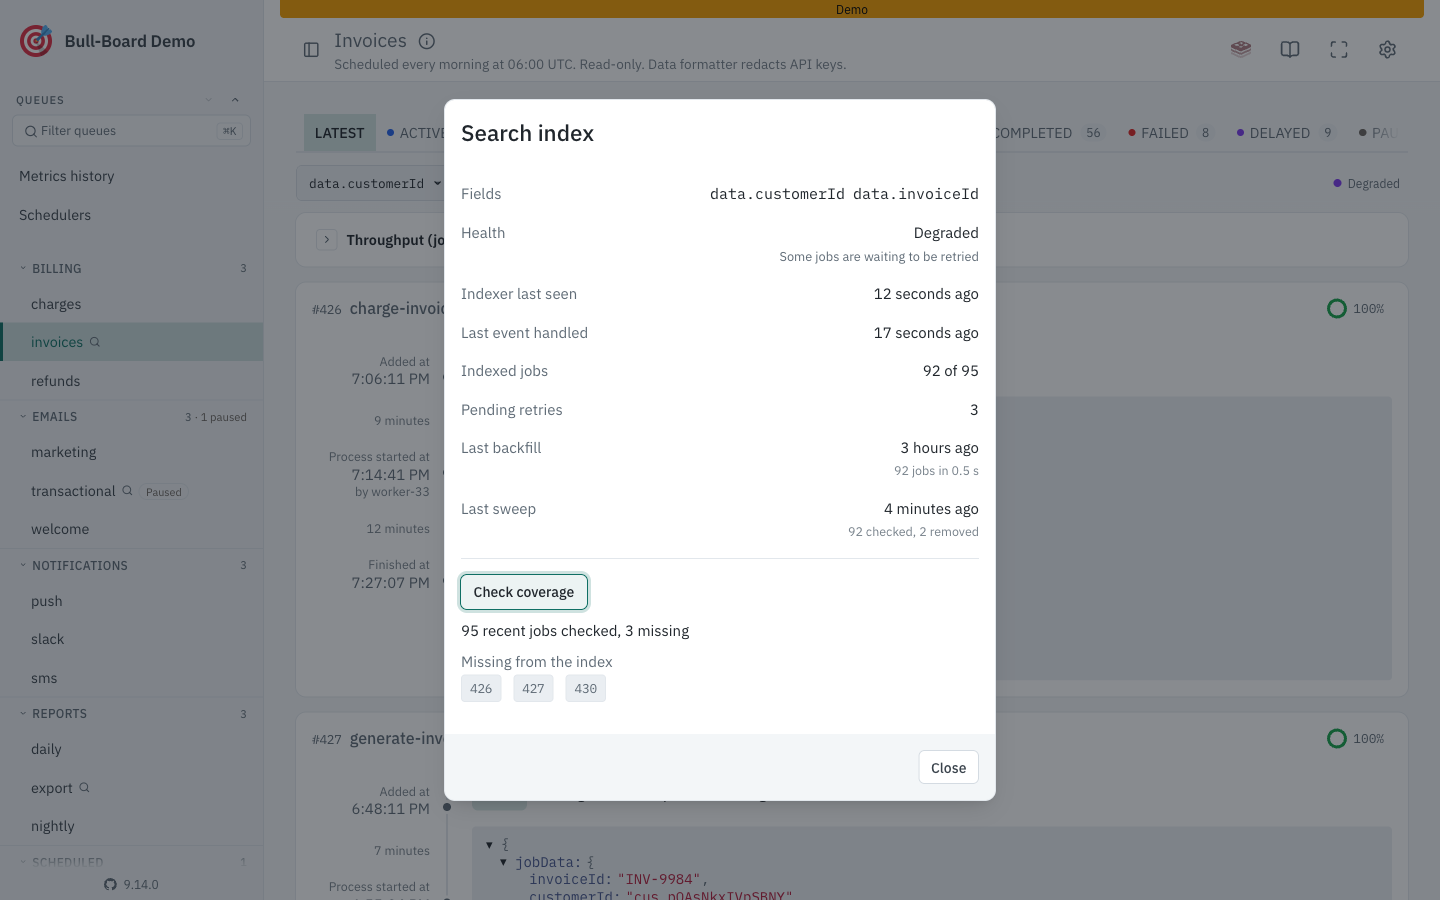 Demo
Bull-Board Demo
QUEUES
Filter queues
⌘K
Metrics history
Schedulers
BILLING 3
charges
invoices
refunds
EMAILS 3 · 1 paused
marketing
transactional Paused
welcome
NOTIFICATIONS 3
push
slack
sms
REPORTS 3
daily
export
nightly
SCHEDULED 1
9.14.0
Invoices
Scheduled every morning at 06:00 UTC. Read-only. Data formatter redacts API keys.
LATEST
COMPLETED 56
FAILED 8
DELAYED 9
data.customerId
Degraded
#426
100%
Added at
7:06:11 PM
9 minutes
Process started at
7:14:41 PM
by worker-33
12 minutes
Finished at
7:27:07 PM
#427
100%
Added at
6:48:11 PM
7 minutes
Process started at
{
jobData: {
invoiceId: "INV-9984",
Search index
Fields data.customerId data.invoiceId
Health Degraded
Some jobs are waiting to be retried
Indexer last seen 12 seconds ago
Last event handled 17 seconds ago
Indexed jobs 92 of 95
Pending retries 3
Last backfill 3 hours ago
92 jobs in 0.5 s
Last sweep 4 minutes ago
92 checked, 2 removed
Check coverage
95 recent jobs checked, 3 missing
Missing from the index
426 427 430
Close